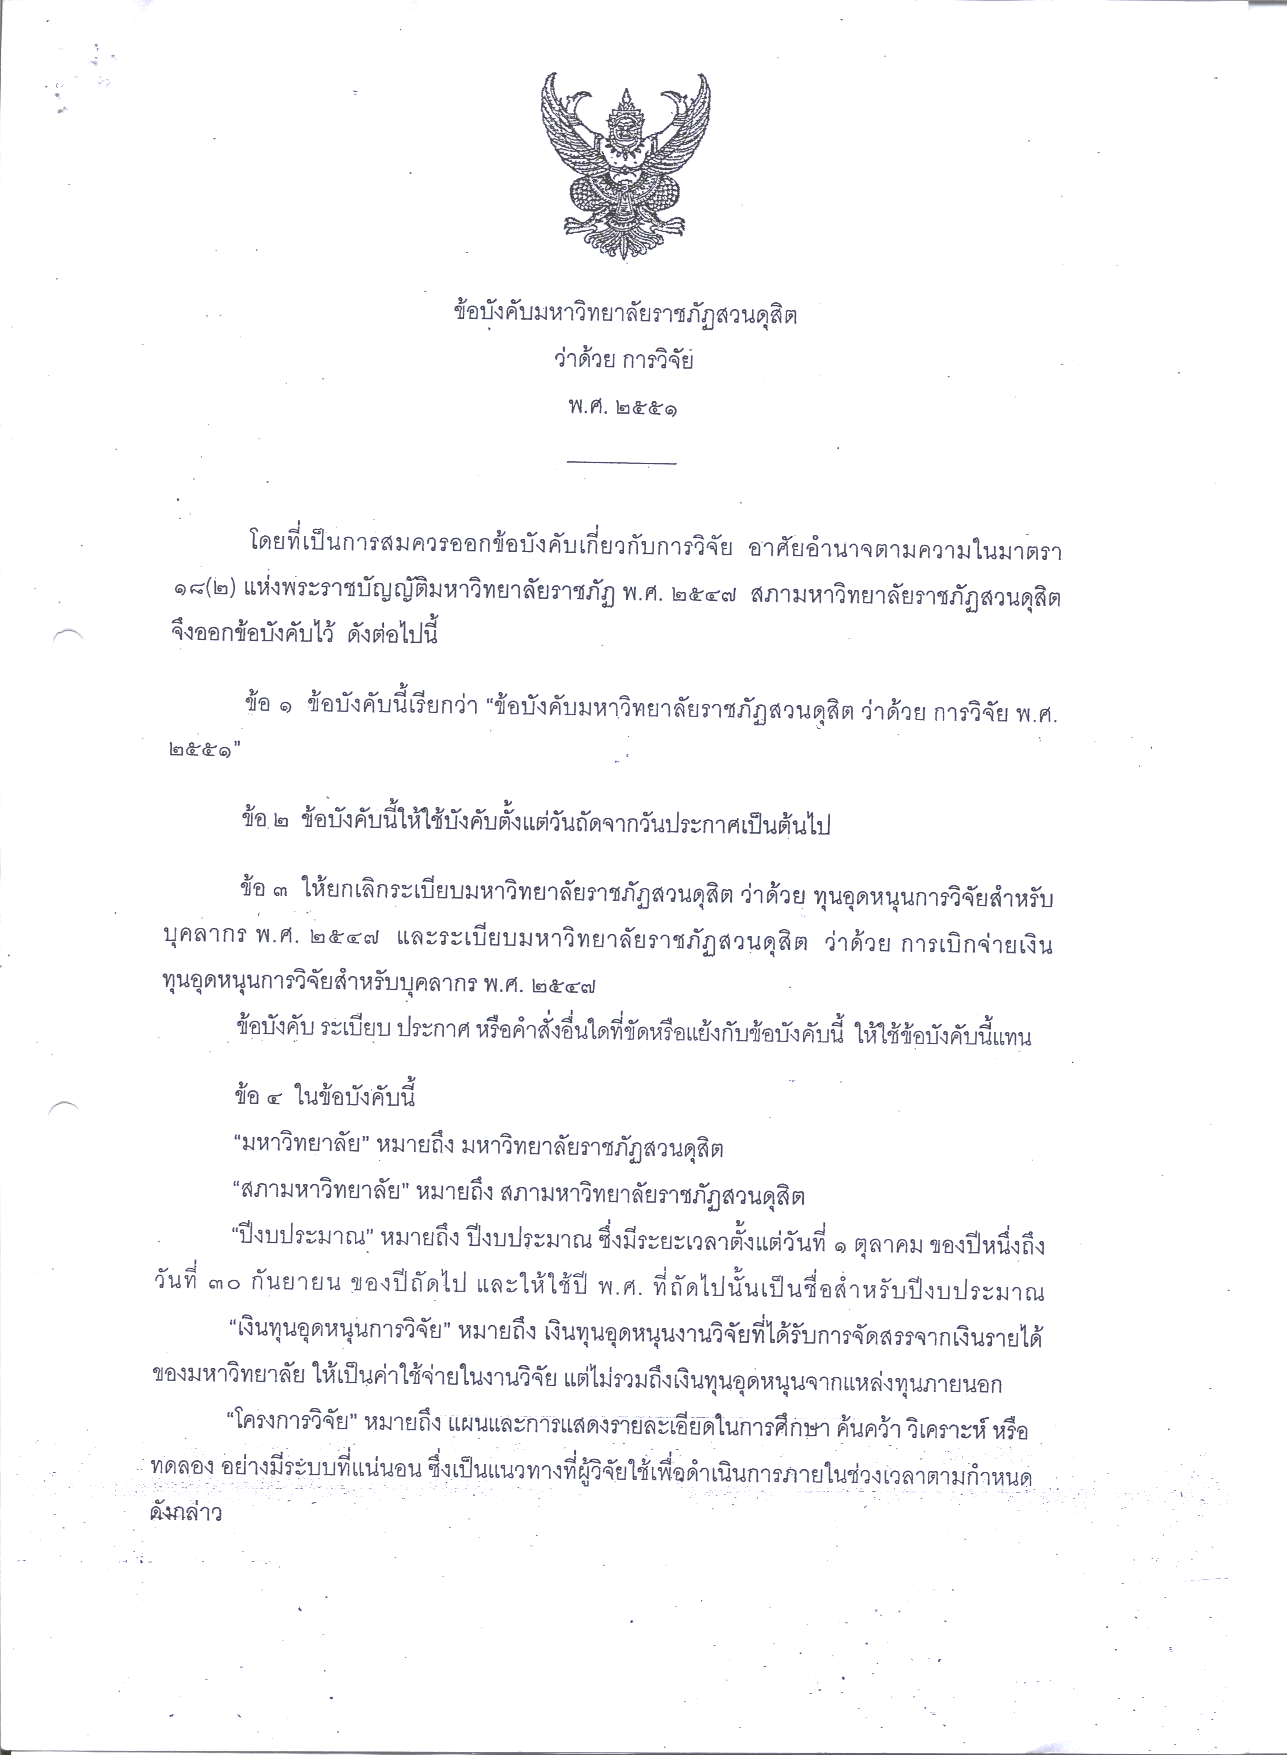 ข้อบังคับมหาวิทยาลัยราชภัฏสวนดุสิต
ว่าด้วย การวิจัย
พ.ศ. ๒๕๕๑
โดยที่เป็นการสมควรออกข้อบังคับเกี่ยวกับการวิจัย อาศัยอำนาจตามความในมาตรา
๑๘(๒) แห่งพระราชบัญญัติมหาวิทยาลัยราชภัฏ พ.ศ. ๒๕๔๗ สภามหาวิทยาลัยราชภัฏสวนดุสิต
จึงออกข้อบังคับไว้ ดังต่อไปนี้
ข้อ ๑ ข้อบังคับนี้เรียกว่า "ข้อบังคับมหาวิทยาลัยราชภัฏสวนดุสิต ว่าด้วย การวิจัย พ.ศ.
๒๕๕๑"
ข้อ ๒ ข้อบังคับนี้ให้ใช้บังคับตั้งแต่วันถัดจากวันประกาศเป็นต้นไป
ข้อ ๓ ให้ยกเลิกระเบียบมหาวิทยาลัยราชภัฏสวนดุสิต ว่าด้วย ทุนอุดหนุนการวิจัยสำหรับ
บุคลากร พ.ศ. ๒๕๔๗ และระเบียบมหาวิทยาลัยราชภัฏสวนดุสิต ว่าด้วย การเบิกจ่ายเงิน
ทุนอุดหนุนการวิจัยสำหรับบุคลากร พ.ศ. ๒๕๔๗
ข้อบังคับ ระเบียบ ประกาศ หรือคำสั่งอื่นใดที่ขัดหรือแย้งกับข้อบังคับนี้ ให้ใช้ข้อบังคับนี้แทน
ข้อ ๔ ในข้อบังคับนี้
"มหาวิทยาลัย" หมายถึง มหาวิทยาลัยราชภัฏสวนดุสิต
"สภามหาวิทยาลัย" หมายถึง สภามหาวิทยาลัยราชภัฏสวนดุสิต
"ปีงบประมาณ" หมายถึง ปีงบประมาณ ซึ่งมีระยะเวลาตั้งแต่วันที่ ๑ ตุลาคม ของปีหนึ่งถึง
วันที่ ๓๐ กันยายน ของปีถัดไป และให้ใช้ปี พ.ศ. ที่ถัดไปนั้นเป็นชื่อสำหรับปีงบประมาณ
"เงินทุนอุดหนุนการวิจัย" หมายถึง เงินทุนอุดหนุนงานวิจัยที่ได้รับการจัดสรรจากเงินรายได้
ของมหาวิทยาลัย ให้เป็นค่าใช้จ่ายในงานวิจัย แต่ไม่รวมถึงเงินทุนอุดหนุนจากแหล่งทุนภายนอก
"โครงการวิจัย" หมายถึง แผนและการแสดงรายละเอียดในการศึกษา ค้นคว้า วิเคราะห์ หรือ
ทดลอง อย่างมีระบบที่แน่นอน ซึ่งเป็นแนวทางที่ผู้วิจัยใช้เพื่อดำเนินการภายในช่วงเวลาตามกำหนด
ดังกล่าว